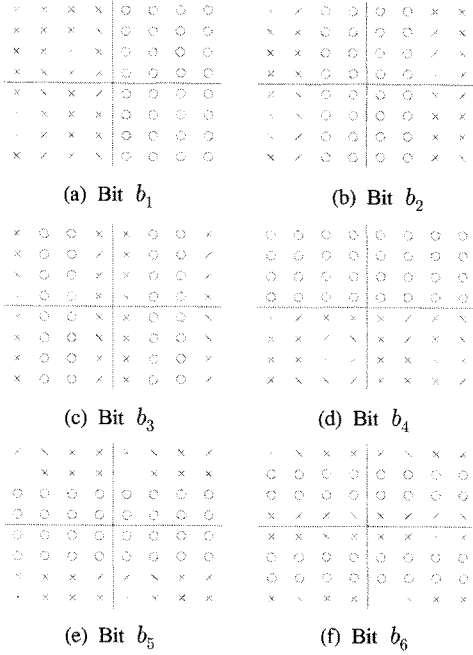 (a) Bit b₁
(b) Bit b₂
(c) Bit b₃
(d) Bit b₄
(e) Bit b₅
(f) Bit b₆